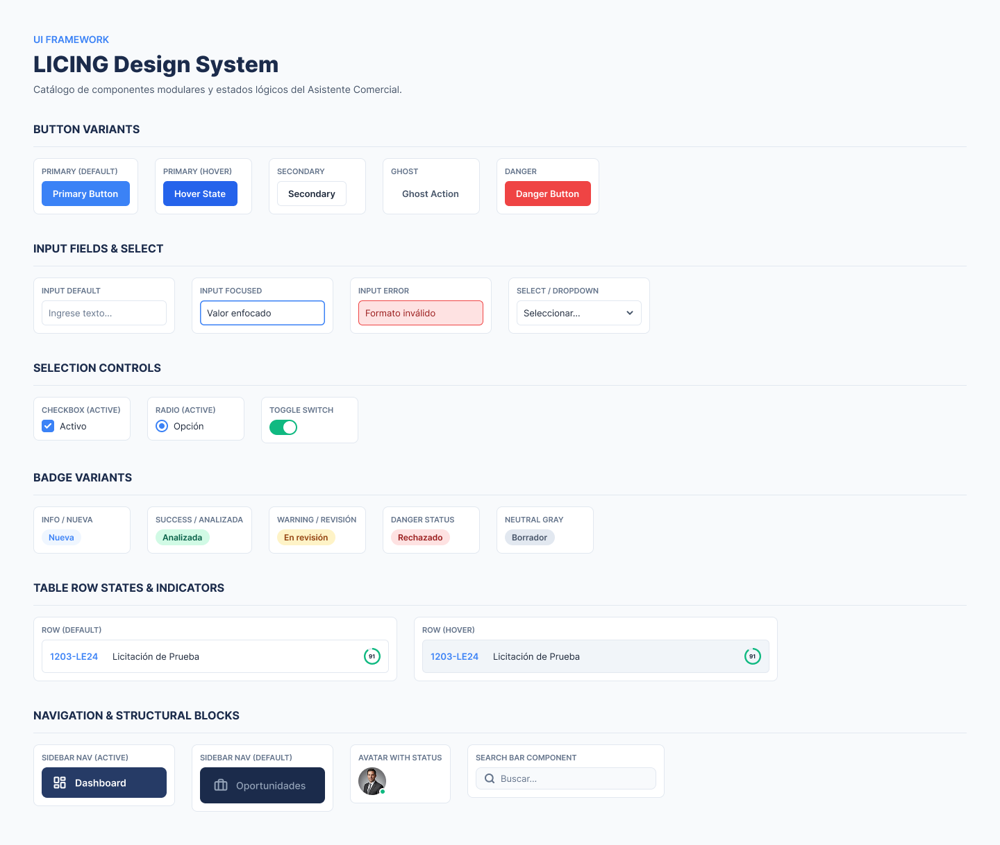 UI FRAMEWORK
LICING Design System
Catálogo de componentes modulares y estados lógicos del Asistente Comercial.
BUTTON VARIANTS
PRIMARY (DEFAULT)
Primary Button
PRIMARY (HOVER)
Hover State
SECONDARY
Secondary
GHOST
Ghost Action
DANGER
Danger Button
INPUT FIELDS & SELECT
INPUT DEFAULT
Ingrese texto...
INPUT FOCUSED
Valor enfocado
INPUT ERROR
Formato inválido
SELECT / DROPDOWN
Seleccionar...
SELECTION CONTROLS
CHECKBOX (ACTIVE)
Activo
RADIO (ACTIVE)
Opción
TOGGLE SWITCH
BADGE VARIANTS
INFO / NUEVA
Nueva
SUCCESS / ANALIZADA
Analizada
WARNING / REVISIÓN
En revisión
DANGER STATUS
Rechazado
NEUTRAL GRAY
Borrador
TABLE ROW STATES & INDICATORS
ROW (DEFAULT)
1203-LE24 Licitación de Prueba 91
ROW (HOVER)
1203-LE24 Licitación de Prueba 91
NAVIGATION & STRUCTURAL BLOCKS
SIDEBAR NAV (ACTIVE)
Dashboard
SIDEBAR NAV (DEFAULT)
Oportunidades
AVATAR WITH STATUS
SEARCH BAR COMPONENT
Buscar...